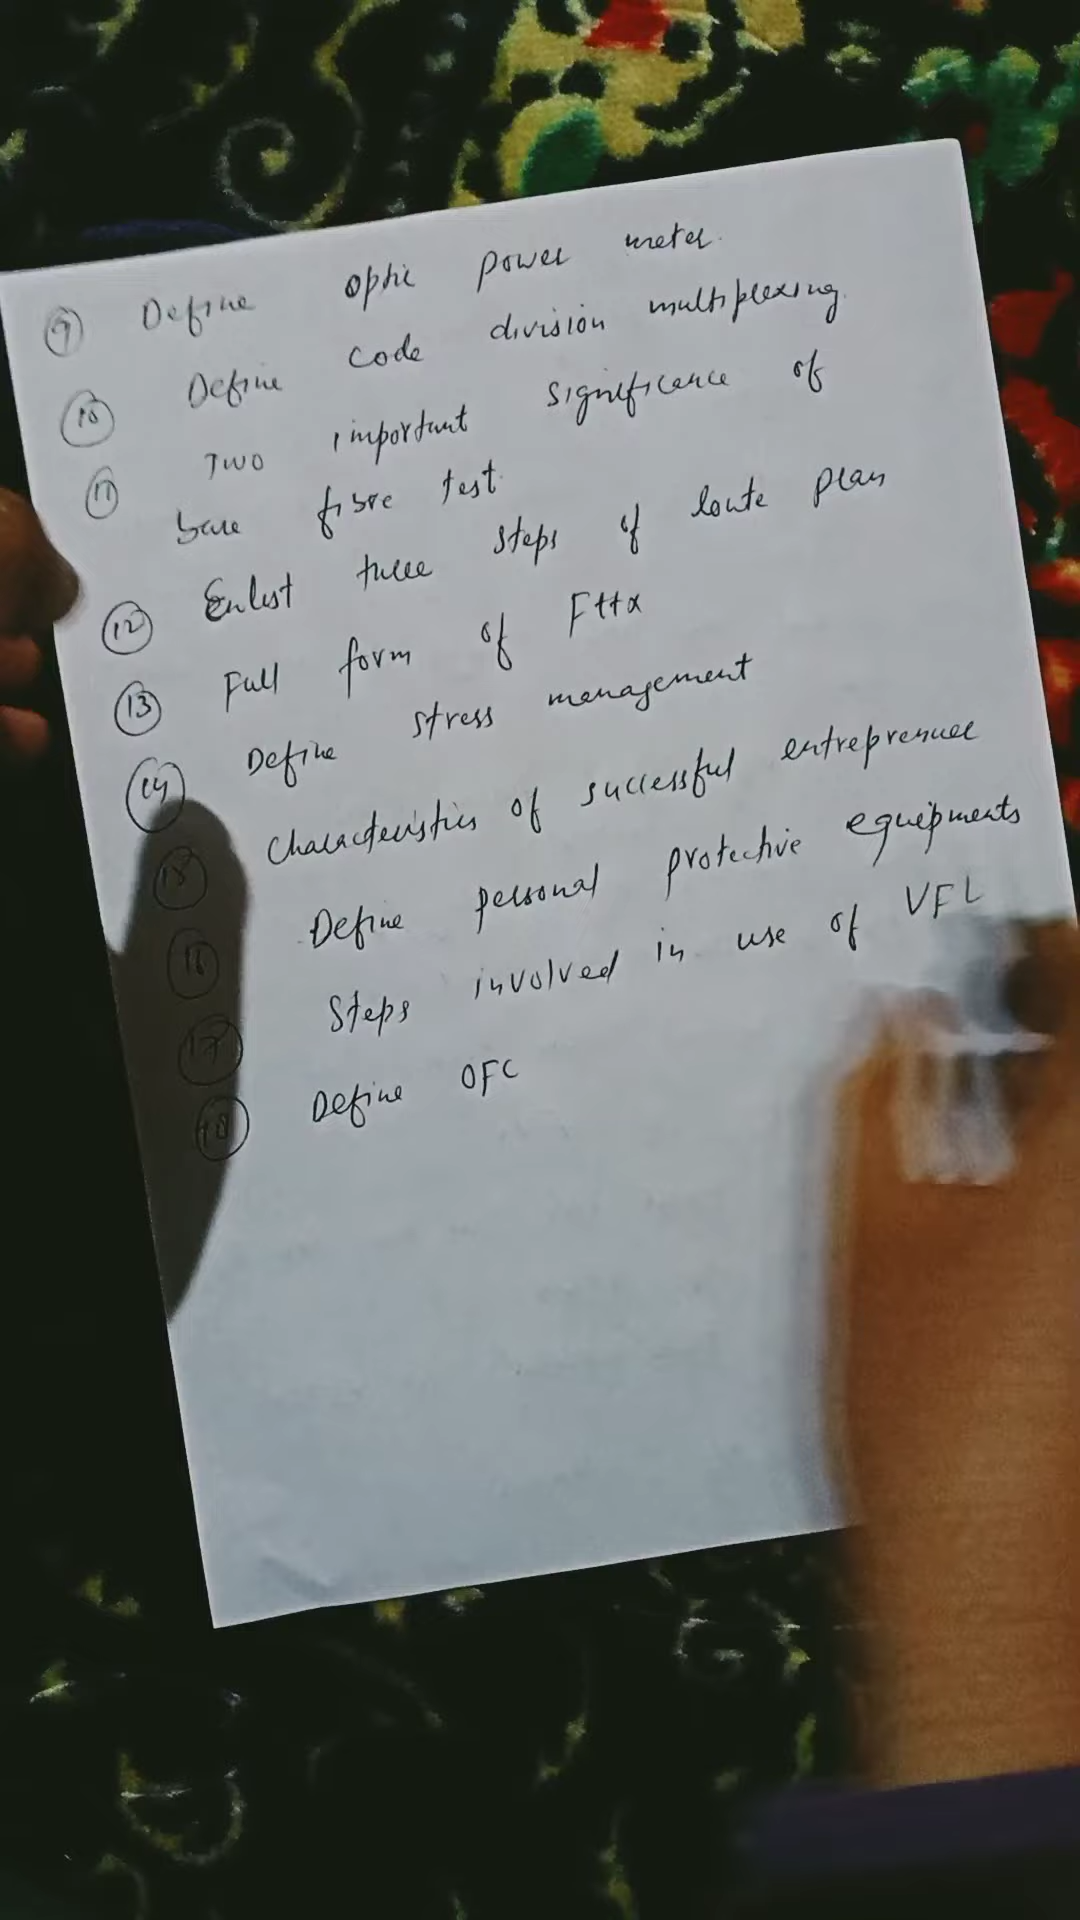 9 Define optic power meter.
10 Define code division multiplexing.
11 Two important significance of
bare fibre test.
12 Enlist three steps of route plan
13 Full form of Fttx
14 Define stress management
15 Characteristics of successful entreprenuer
16 Define personal protective equipments
17 Steps involved in use of VFL
18 Define OFC